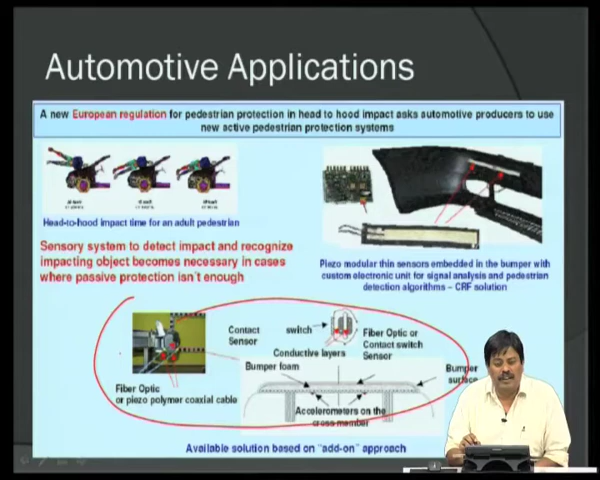 Automotive Applications
A new European regulation for pedestrian protection in head to hood impact asks automotive producers to use
new active pedestrian protection systems
Head-to-hood impact time for an adult pedestrian
Sensory system to detect impact and recognize
impacting object becomes necessary in cases
where passive protection isn't enough
Piezo modular thin sensors embedded in the bumper with
custom electronic unit for signal analysis and pedestrian
detection algorithms – CRF solution
Contact
Sensor
switch
Conductive layers
Fiber Optic or
Contact switch
Sensor
Bumper foam
Bumper
surface
Fiber Optic
or piezo polymer coaxial cable
Accelerometers on the
cross member
Available solution based on "add-on" approach